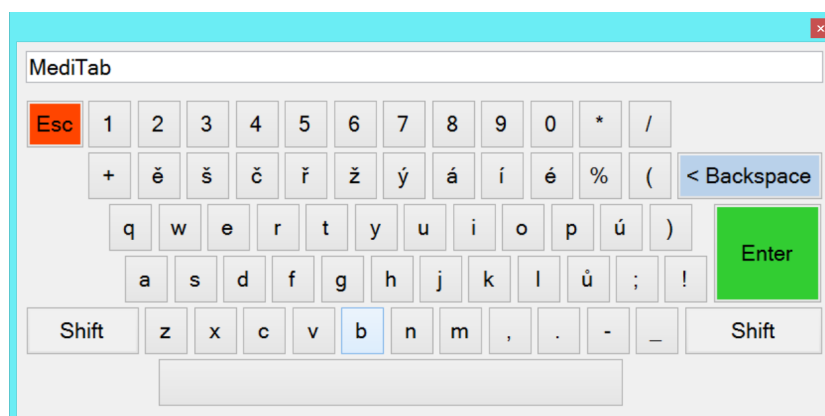 MediTab
Esc 1 2 3 4 5 6 7 8 9 0 * /
+ ě š č ř ž ý á í é % ( < Backspace
q w e r t y u i o p ú )
Enter
a s d f g h j k l ů ; !
Shift z x c v b n m , . - _ Shift